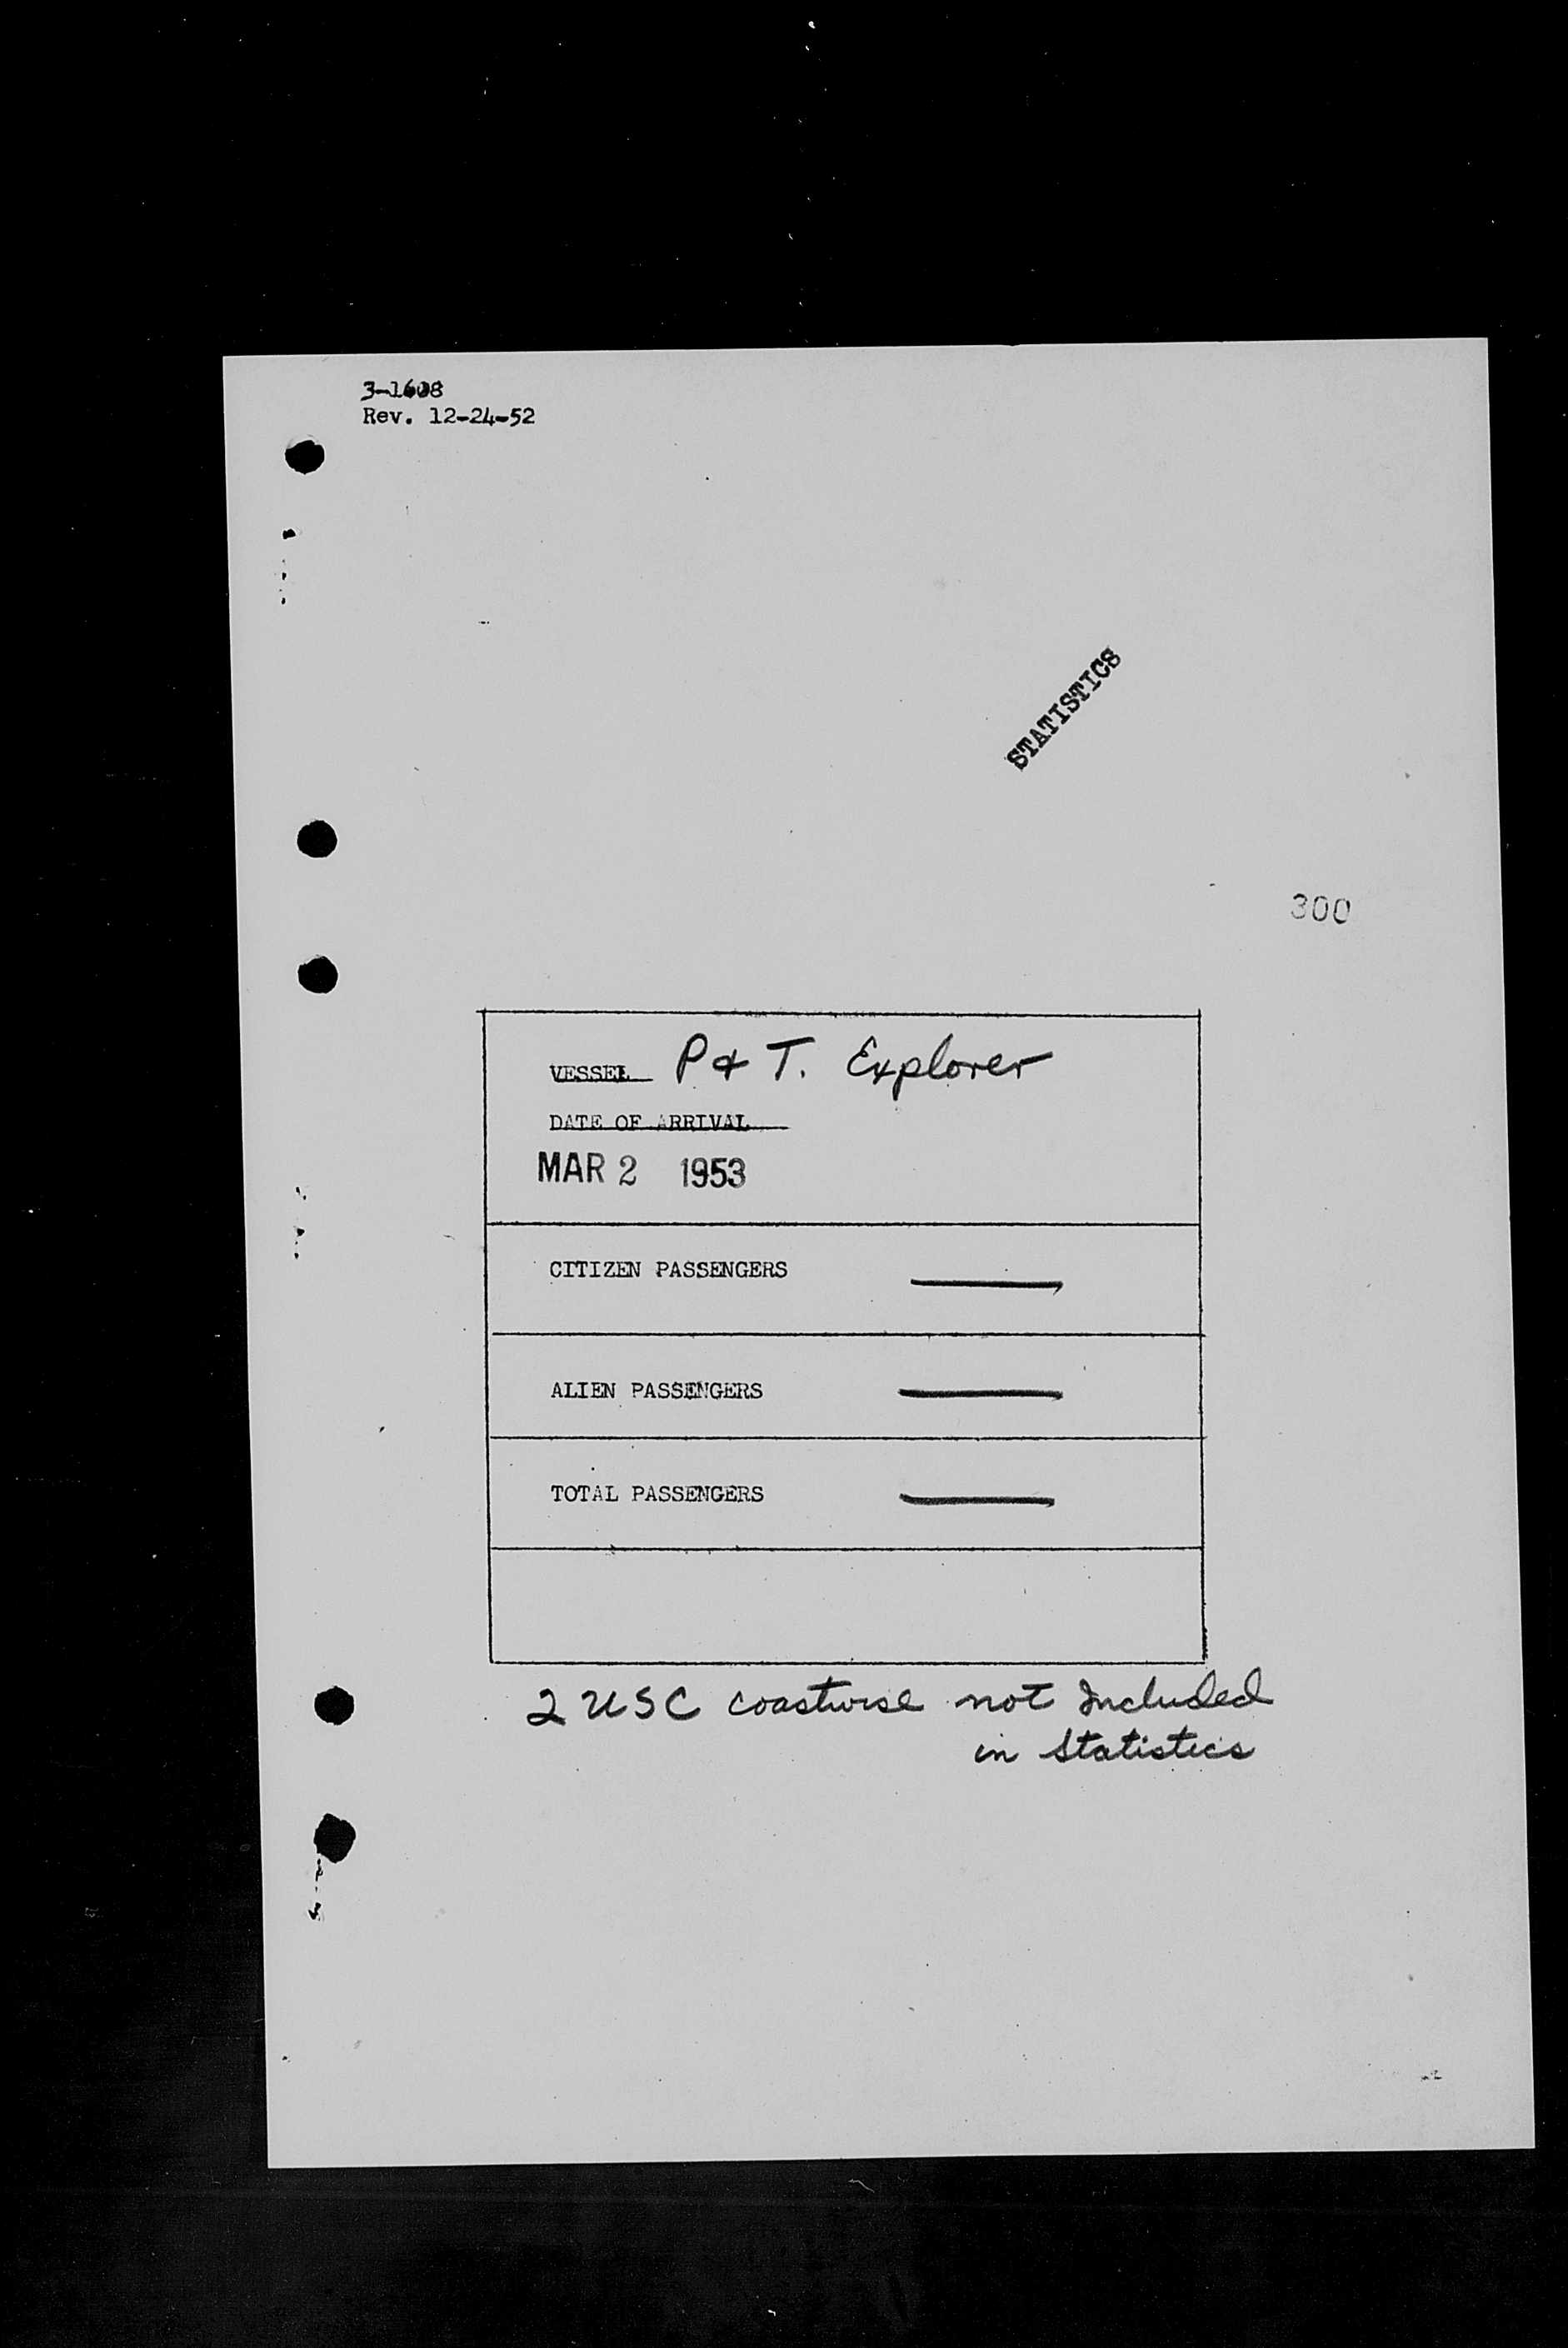 3-1608
Rev. 12-24-52
STATISTICS
300
VESSEL P & T. Explorer
DATE OF ARRIVAL
MAR 2 1953
CITIZEN PASSENGERS
ALIEN PASSENGERS
TOTAL PASSENGERS
2 USC coastwise not Included
in Statistics